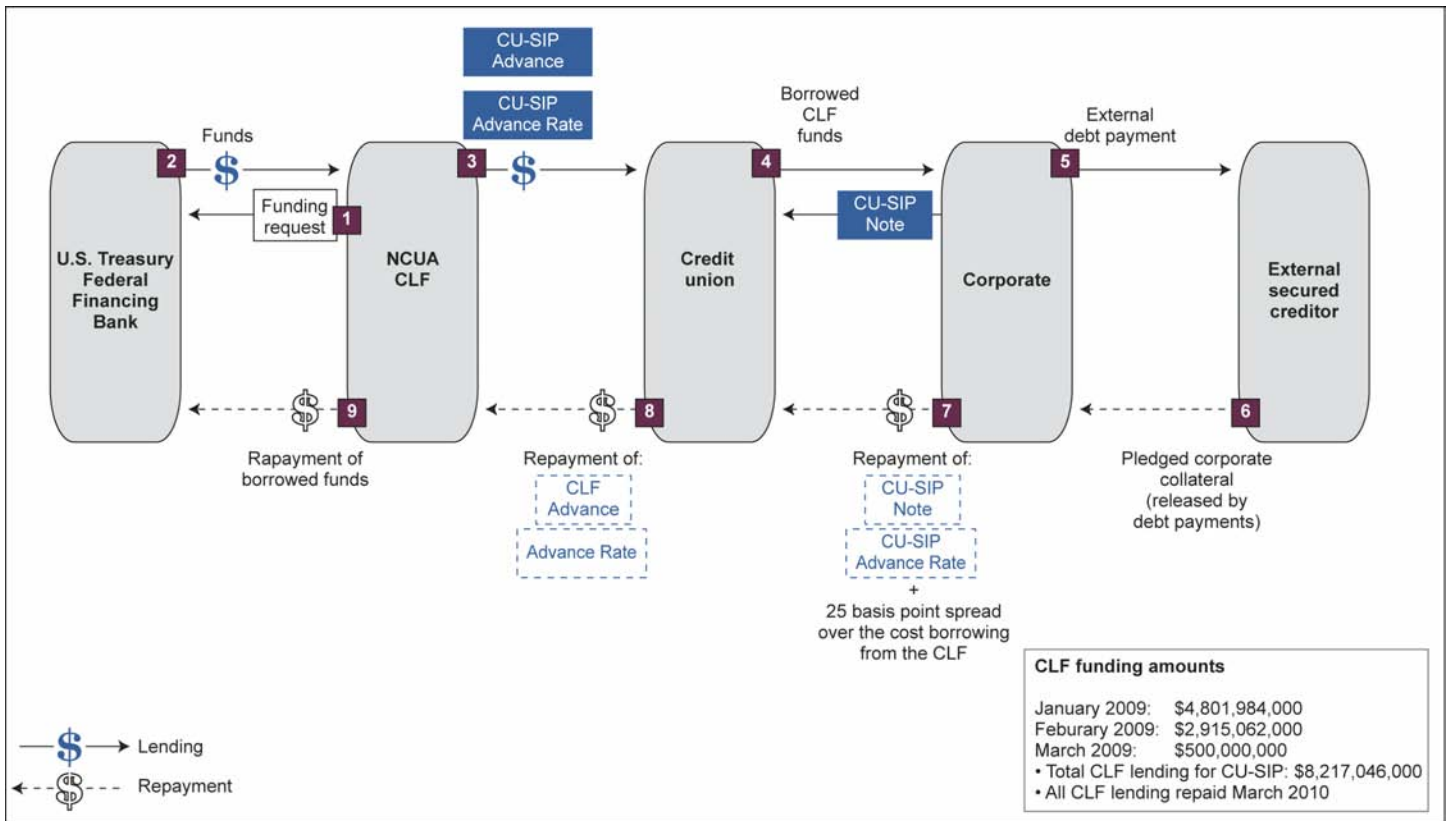 CU-SIP
Advance
CU-SIP
Advance Rate
Funds
Borrowed
CLF
funds
External
debt payment
2
$
3
$
4
5
Funding
request
1
CU-SIP
Note
U.S. Treasury
Federal
Financing
Bank
NCUA
CLF
Credit
union
Corporate
External
secured
creditor
$
9
$
8
$
7
6
Rapayment of
borrowed funds
Repayment of:
CLF
Advance
Advance Rate
Repayment of:
CU-SIP
Note
CU-SIP
Advance Rate
+
25 basis point spread
over the cost borrowing
from the CLF
Pledged corporate
collateral
(released by
debt payments)
$ Lending
$ Repayment
CLF funding amounts
January 2009: $4,801,984,000
Feburary 2009: $2,915,062,000
March 2009: $500,000,000
• Total CLF lending for CU-SIP: $8,217,046,000
• All CLF lending repaid March 2010